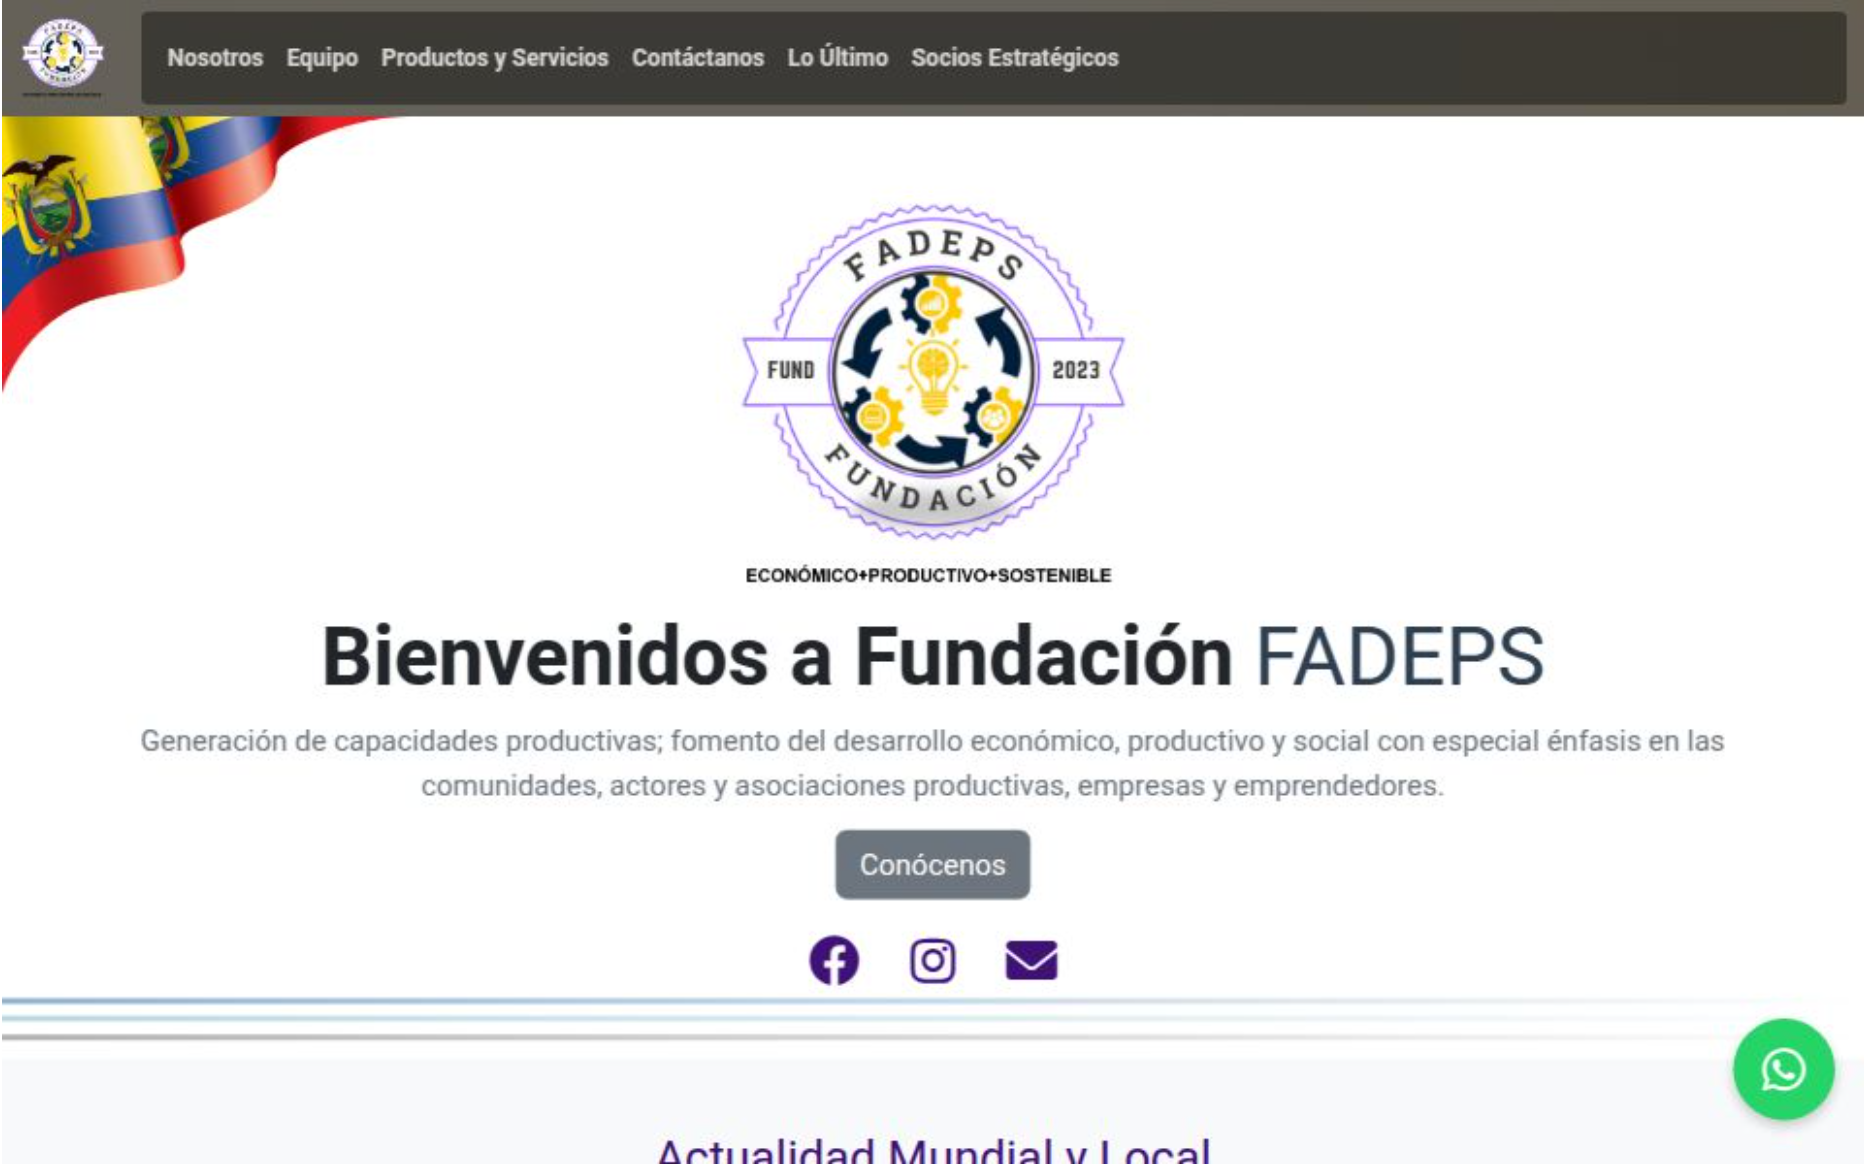 Nosotros Equipo Productos y Servicios Contáctanos Lo Último Socios Estratégicos
FADEPS
FUND 2023
FUNDACIÓN
ECONÓMICO+PRODUCTIVO+SOSTENIBLE
Bienvenidos a Fundación FADEPS
Generación de capacidades productivas; fomento del desarrollo económico, productivo y social con especial énfasis en las
comunidades, actores y asociaciones productivas, empresas y emprendedores.
Conócenos
Actualidad Mundial y Local